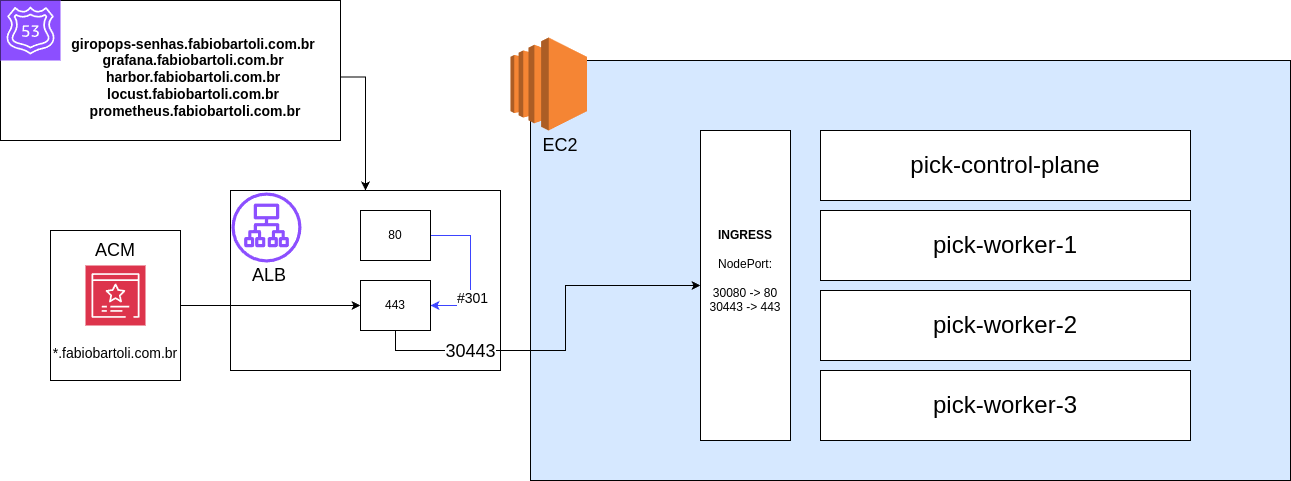 53
giropops-senhas.fabiobartoli.com.br
grafana.fabiobartoli.com.br
harbor.fabiobartoli.com.br
locust.fabiobartoli.com.br
prometheus.fabiobartoli.com.br
ACM
*.fabiobartoli.com.br
ALB
80
443
#301
30443
EC2
INGRESS
NodePort:
30080 -> 80
30443 -> 443
pick-control-plane
pick-worker-1
pick-worker-2
pick-worker-3